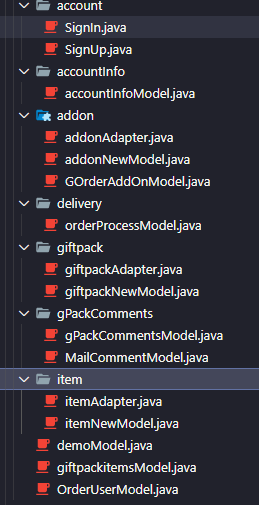 account
SignIn.java
SignUp.java
accountInfo
accountInfoModel.java
addon
addonAdapter.java
addonNewModel.java
GOrderAddOnModel.java
delivery
orderProcessModel.java
giftpack
giftpackAdapter.java
giftpackNewModel.java
gPackComments
gPackCommentsModel.java
MailCommentModel.java
item
itemAdapter.java
itemNewModel.java
demoModel.java
giftpackitemsModel.java
OrderUserModel.java